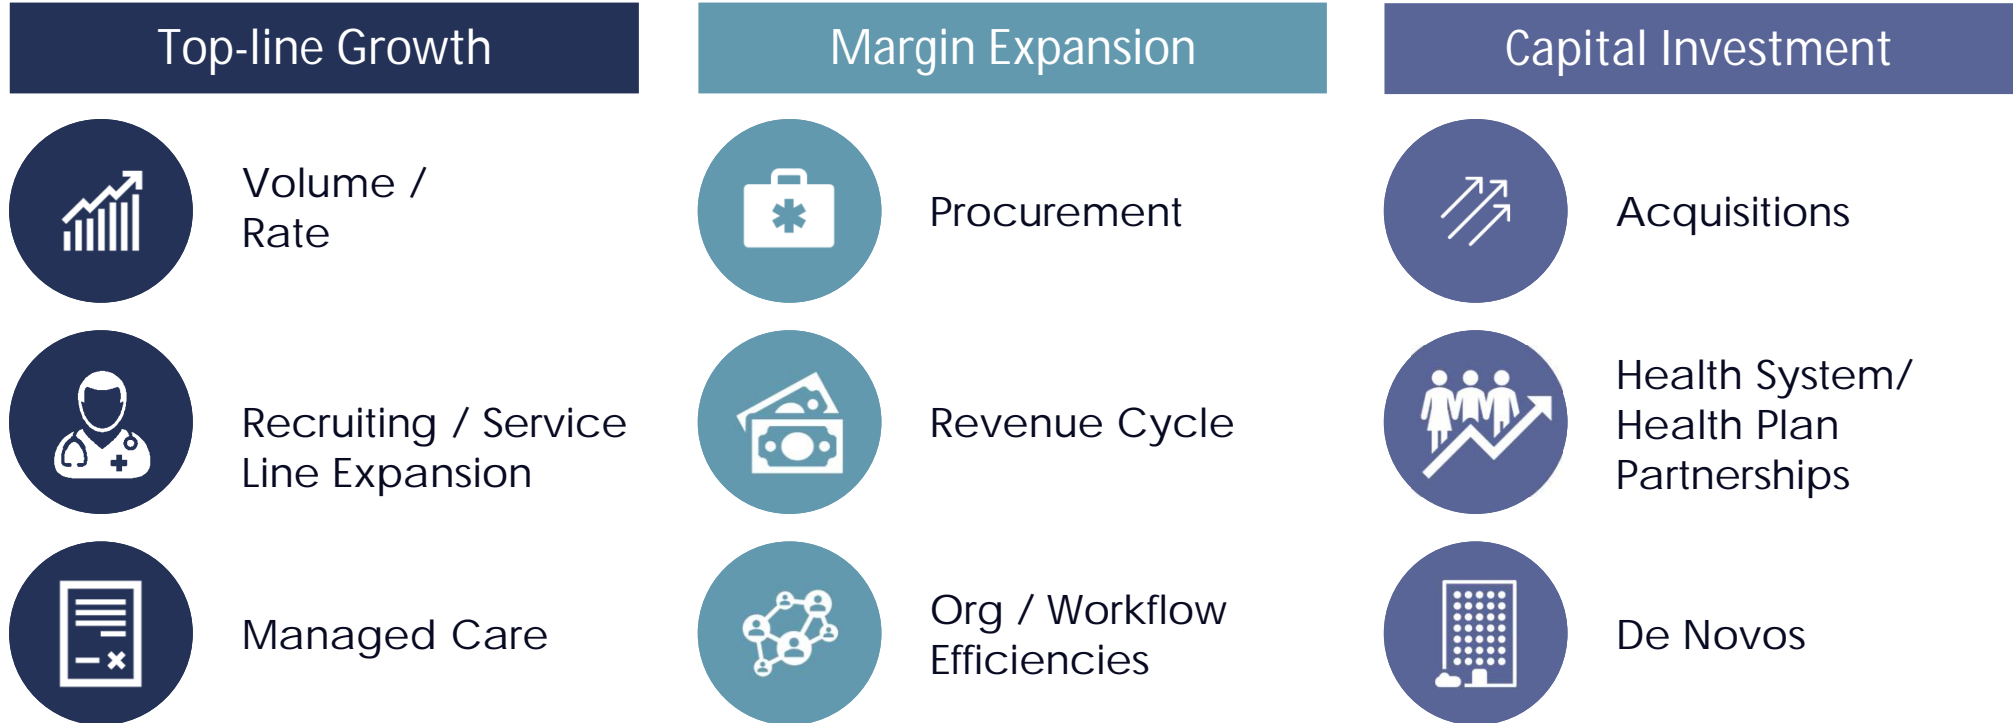 Top-line Growth
Volume /
Rate
Recruiting / Service
Line Expansion
Managed Care
Margin Expansion
Procurement
Revenue Cycle
Org / Workflow
Efficiencies
Capital Investment
Acquisitions
Health System/
Health Plan
Partnerships
De Novos